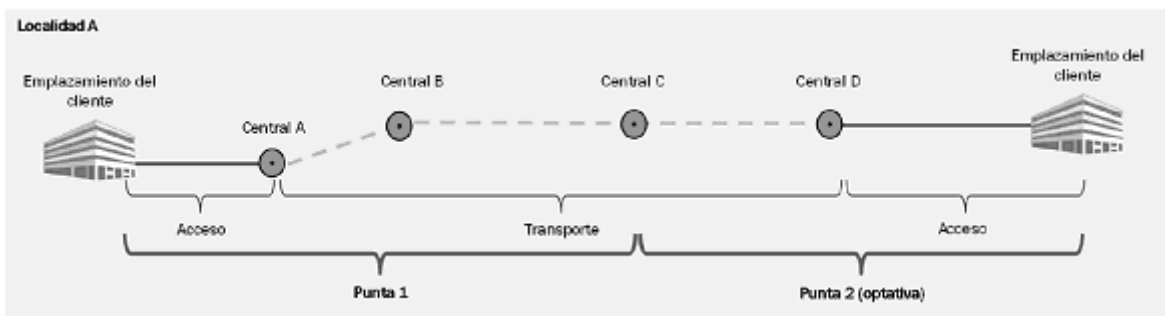 Localidad A
Emplazamiento del
cliente
Central A
Central B
Central C
Central D
Emplazamiento del
cliente
Acceso
Transporte
Acceso
Punta 1
Punta 2 (optativa)